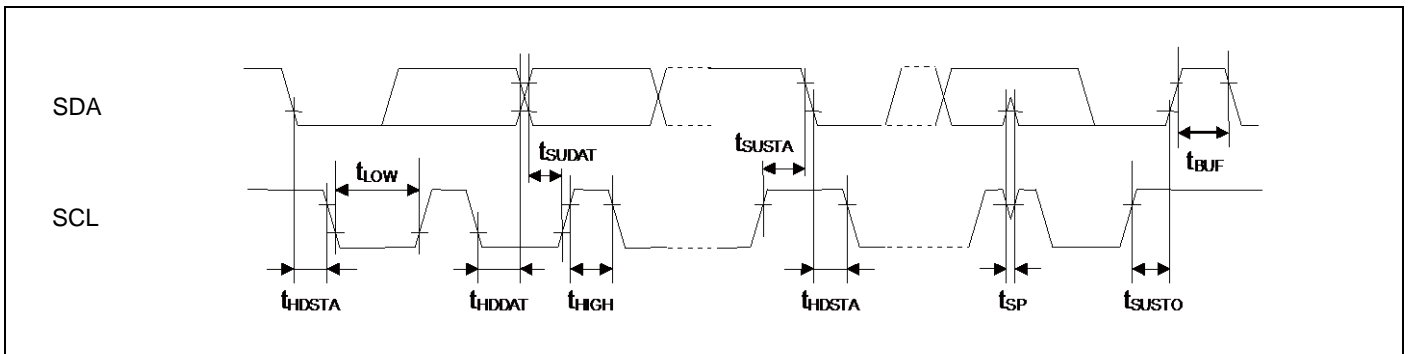 SDA
tSUDAT
tSUSTA
tBUF
tLOW
SCL
tHDSTA
tHDDAT
tHIGH
tHDSTA
tSP
tSUSTO